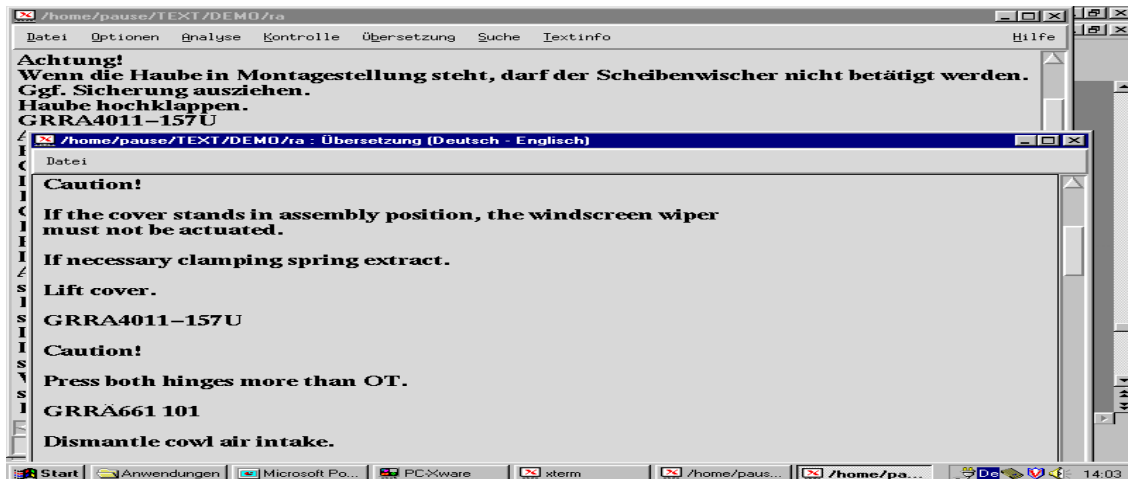 /home/pause/TEXT/DEMO/ra
Datei Optionen Analyse Kontrolle Übersetzung Suche Textinfo Hilfe
Achtung!
Wenn die Haube in Montagestellung steht, darf der Scheibenwischer nicht betätigt werden.
Ggf. Sicherung ausziehen.
Haube hochklappen.
GRRA4011-157U
/home/pause/TEXT/DEMO/ra : Übersetzung (Deutsch - Englisch)
Datei
Caution!
If the cover stands in assembly position, the windscreen wiper
must not be actuated.
If necessary clamping spring extract.
Lift cover.
GRRA4011-157U
Caution!
Press both hinges more than OT.
GRRÄ661 101
Dismantle cowl air intake.
Start Anwendungen Microsoft Po... PC-Xware xterm /home/paus... /home/pa... De 14:03